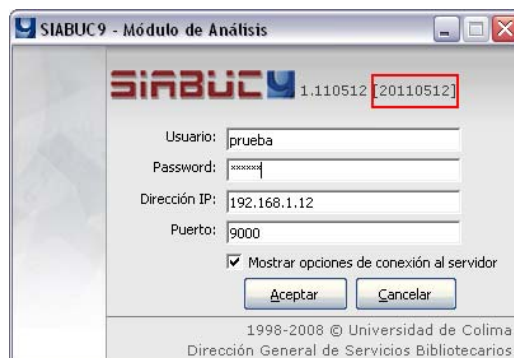 SIABUC9 - Módulo de Análisis
SIABUC9 1.110512 [20110512]
Usuario: prueba
Password: ******
Dirección IP: 192.168.1.12
Puerto: 9000
Mostrar opciones de conexión al servidor
Aceptar Cancelar
1998-2008 © Universidad de Colima
Dirección General de Servicios Bibliotecarios